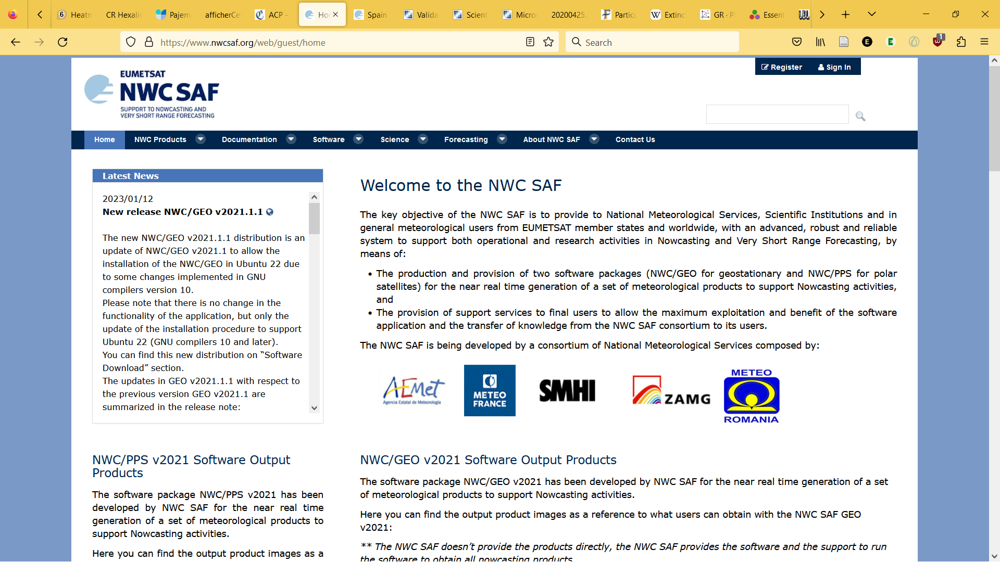 Heatm
CR Hexalis
Pajem
afficherCe
ACP -
Hor
Spain
Valida
Scient
Micro
20200425.
Particu
Extinc
GR · P
Essent
https://www.nwcsaf.org/web/guest/home
Search
1
Register
Sign In
EUMETSAT
NWC SAF
SUPPORT TO NOWCASTING AND
VERY SHORT RANGE FORECASTING
Home
NWC Products
Documentation
Software
Science
Forecasting
About NWC SAF
Contact Us
Latest News
2023/01/12
New release NWC/GEO v2021.1.1
The new NWC/GEO v2021.1.1 distribution is an
update of NWC/GEO v2021.1 to allow the
installation of the NWC/GEO in Ubuntu 22 due
to some changes implemented in GNU
compilers version 10.
Please note that there is no change in the
functionality of the application, but only the
update of the installation procedure to support
Ubuntu 22 (GNU compilers 10 and later).
You can find this new distribution on “Software
Download” section.
The updates in GEO v2021.1.1 with respect to
the previous version GEO v2021.1 are
summarized in the release note:
Welcome to the NWC SAF
The key objective of the NWC SAF is to provide to National Meteorological Services, Scientific Institutions and in
general meteorological users from EUMETSAT member states and worldwide, with an advanced, robust and reliable
system to support both operational and research activities in Nowcasting and Very Short Range Forecasting, by
means of:
• The production and provision of two software packages (NWC/GEO for geostationary and NWC/PPS for polar
satellites) for the near real time generation of a set of meteorological products to support Nowcasting activities,
and
• The provision of support services to final users to allow the maximum exploitation and benefit of the software
application and the transfer of knowledge from the NWC SAF consortium to its users.
The NWC SAF is being developed by a consortium of National Meteorological Services composed by:
AEMet
Agencia Estatal de Meteorología
METEO
FRANCE
SMHI
ZAMG
METEO
ROMANIA
NWC/PPS v2021 Software Output
Products
The software package NWC/PPS v2021 has been
developed by NWC SAF for the near real time
generation of a set of meteorological products to
support Nowcasting activities.
Here you can find the output product images as a
NWC/GEO v2021 Software Output Products
The software package NWC/GEO v2021 has been developed by NWC SAF for the near real time generation of a set
of meteorological products to support Nowcasting activities.
Here you can find the output product images as a reference to what users can obtain with the NWC SAF GEO
v2021:
** The NWC SAF doesn’t provide the products directly, the NWC SAF provides the software and the support to run
the software to obtain all nowcasting products